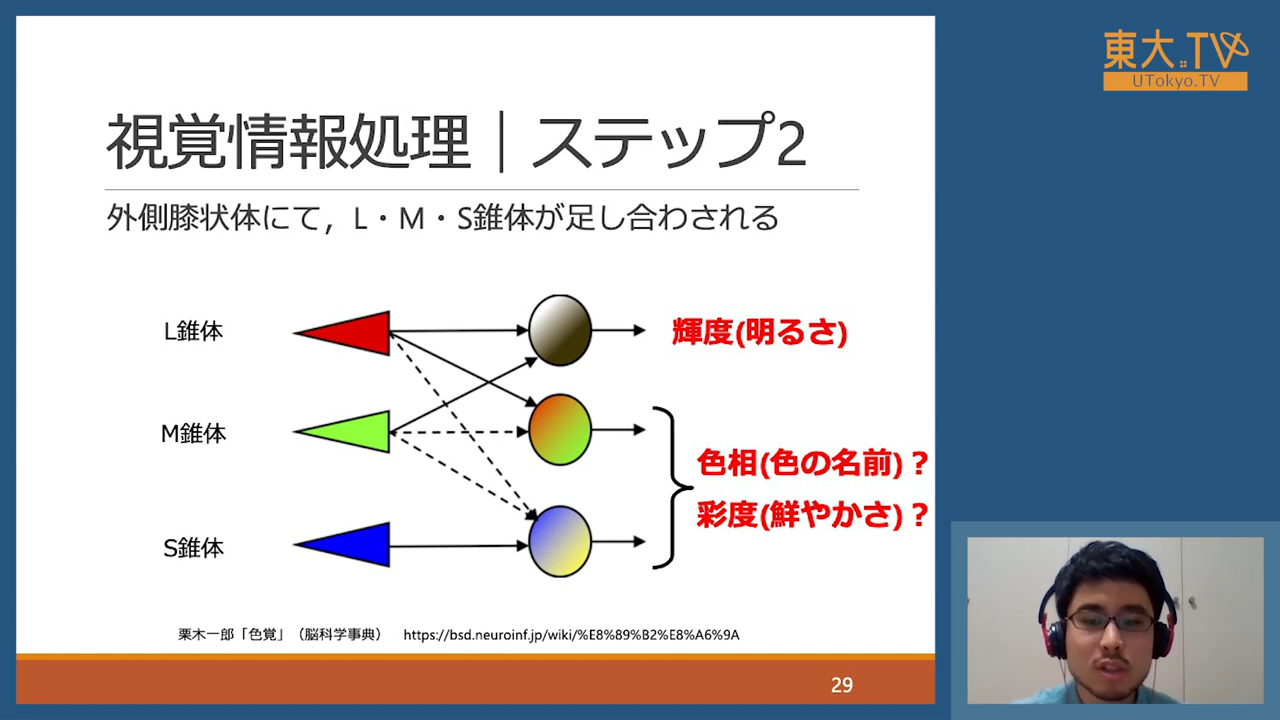 東大.TV
UTokyo.TV
視覚情報処理｜ステップ2
外側膝状体にて，L・M・S錐体が足し合わされる
L錐体
輝度(明るさ)
M錐体
色相(色の名前)？
彩度(鮮やかさ)？
S錐体
栗木一郎「色覚」（脳科学事典） https://bsd.neuroinf.jp/wiki/%E8%89%B2%E8%A6%9A
29